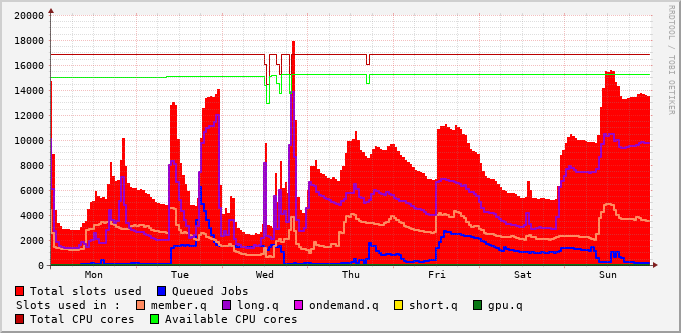 20000
18000
16000
14000
12000
10000
8000
6000
4000
2000
0
Mon Tue Wed Thu Fri Sat Sun
RRDTOOL / TOBI OETIKER
Total slots used Queued Jobs
Slots used in : member.q long.q ondemand.q short.q gpu.q
Total CPU cores Available CPU cores